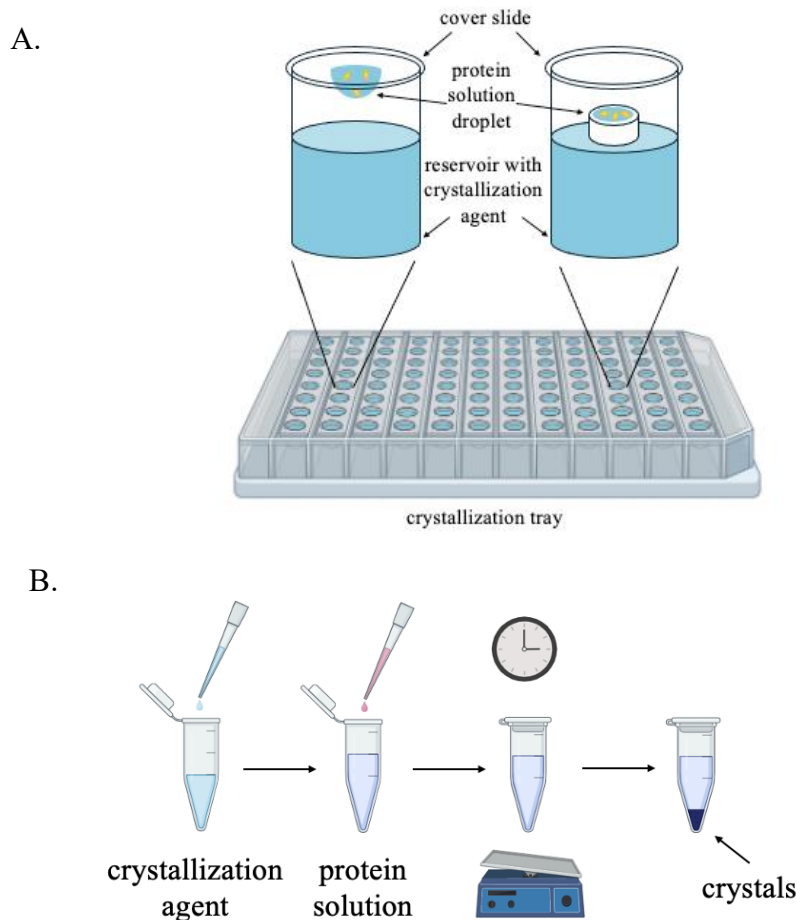 A.
cover slide
protein
solution
droplet
reservoir with
crystallization
agent
crystallization tray
B.
crystallization
agent
protein
solution
crystals